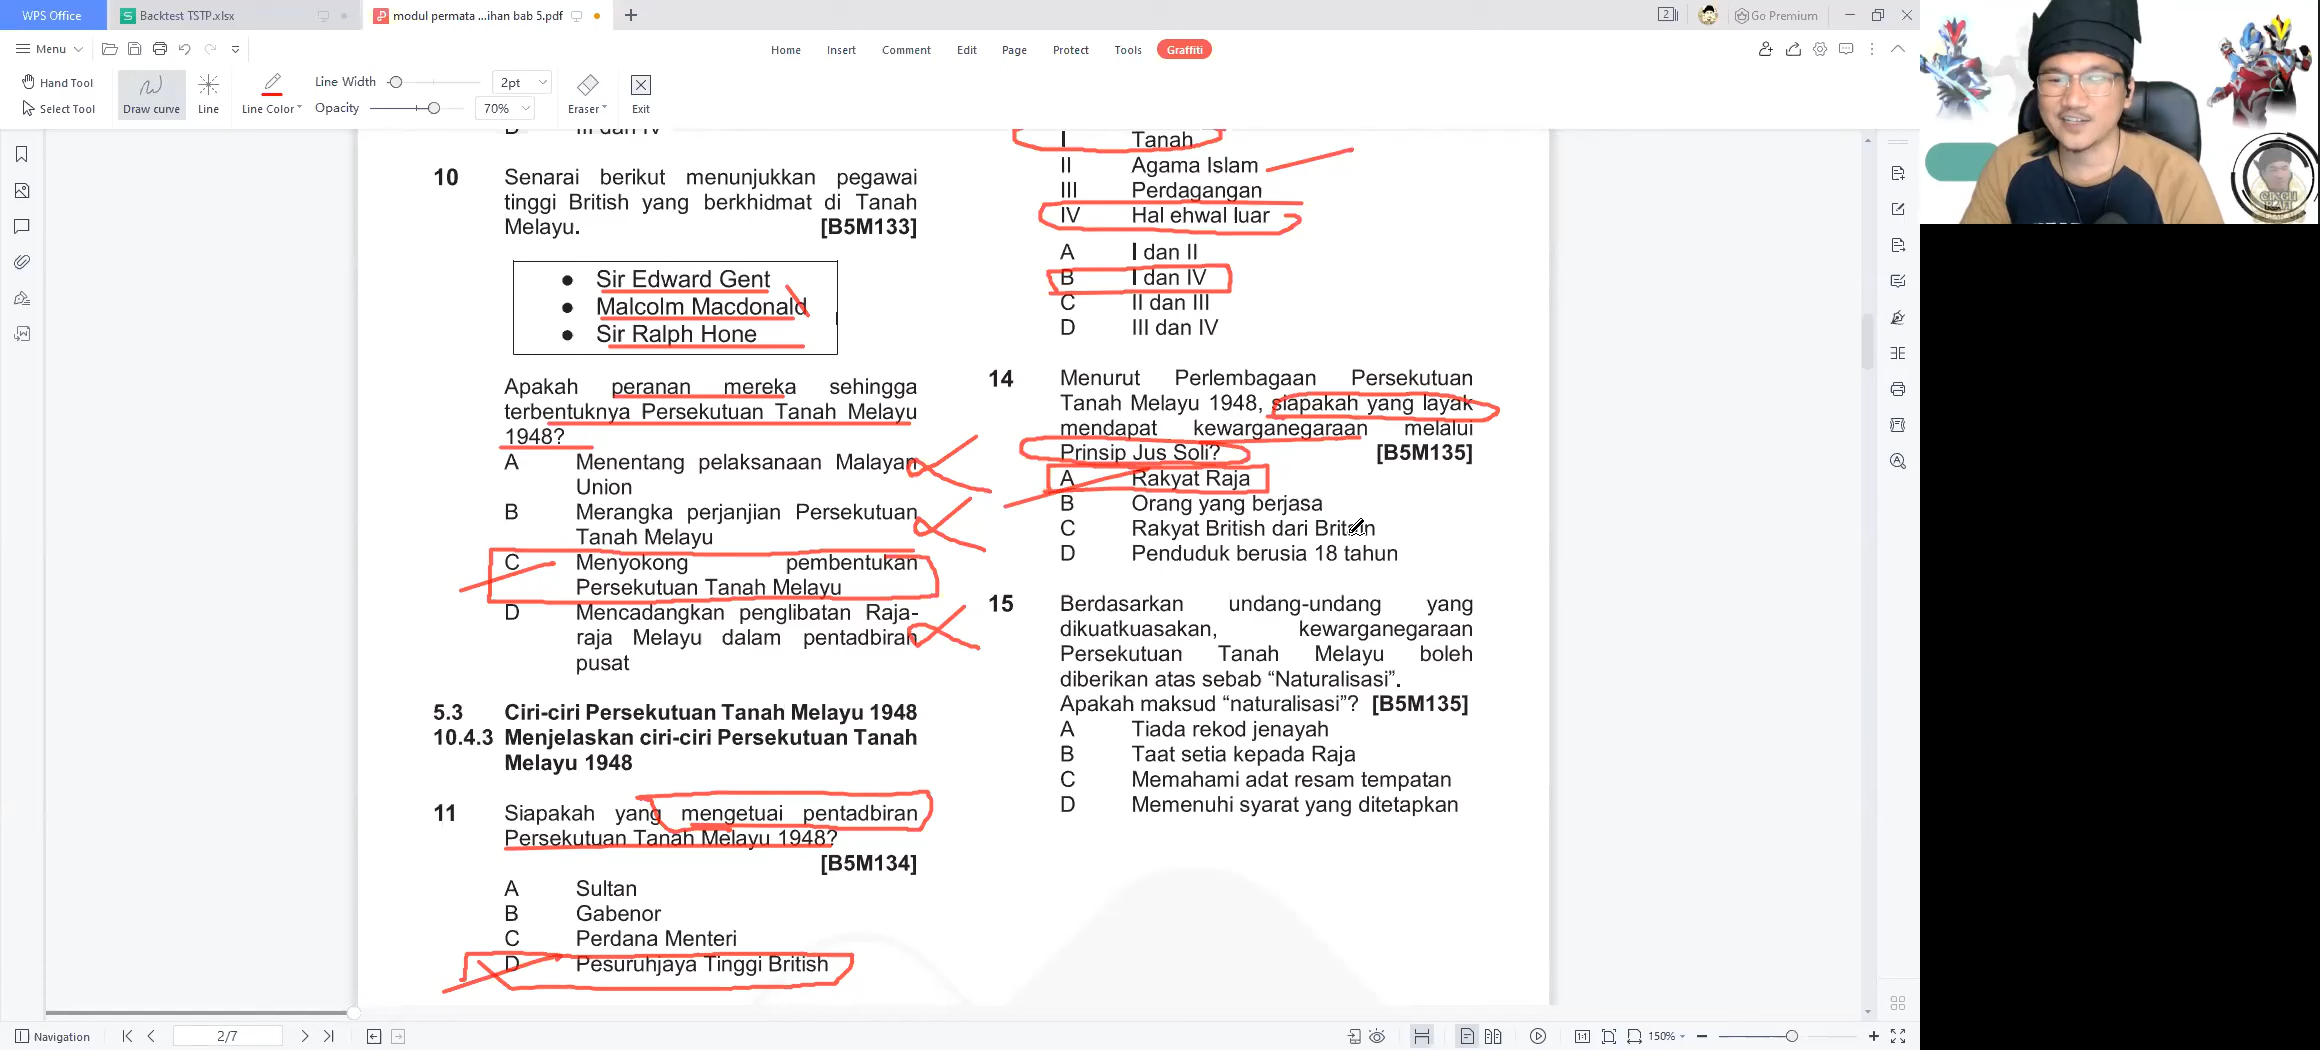 WPS Office
Backtest TSTP.xlsx
modul permata ...ihan bab 5.pdf
2
Go Premium
Menu
Home
Insert
Comment
Edit
Page
Protect
Tools
Graffiti
Hand Tool
Select Tool
Draw curve
Line
Line Color
Line Width
2pt
Opacity
70%
Eraser
Exit
D III dan IV
10 Senarai berikut menunjukkan pegawai
tinggi British yang berkhidmat di Tanah
Melayu. [B5M133]
• Sir Edward Gent
• Malcolm Macdonald
• Sir Ralph Hone
Apakah peranan mereka sehingga
terbentuknya Persekutuan Tanah Melayu
1948?
A Menentang pelaksanaan Malayan
Union
B Merangka perjanjian Persekutuan
Tanah Melayu
C Menyokong pembentukan
Persekutuan Tanah Melayu
D Mencadangkan penglibatan Raja-
raja Melayu dalam pentadbiran
pusat
5.3 Ciri-ciri Persekutuan Tanah Melayu 1948
10.4.3 Menjelaskan ciri-ciri Persekutuan Tanah
Melayu 1948
11 Siapakah yang mengetuai pentadbiran
Persekutuan Tanah Melayu 1948?
[B5M134]
A Sultan
B Gabenor
C Perdana Menteri
D Pesuruhjaya Tinggi British
I Tanah
II Agama Islam
III Perdagangan
IV Hal ehwal luar
A I dan II
B I dan IV
C II dan III
D III dan IV
14 Menurut Perlembagaan Persekutuan
Tanah Melayu 1948, siapakah yang layak
mendapat kewarganegaraan melalui
Prinsip Jus Soli? [B5M135]
A Rakyat Raja
B Orang yang berjasa
C Rakyat British dari Britain
D Penduduk berusia 18 tahun
15 Berdasarkan undang-undang yang
dikuatkuasakan, kewarganegaraan
Persekutuan Tanah Melayu boleh
diberikan atas sebab “Naturalisasi”.
Apakah maksud “naturalisasi”? [B5M135]
A Tiada rekod jenayah
B Taat setia kepada Raja
C Memahami adat resam tempatan
D Memenuhi syarat yang ditetapkan
Navigation
2/7
1:1
150%